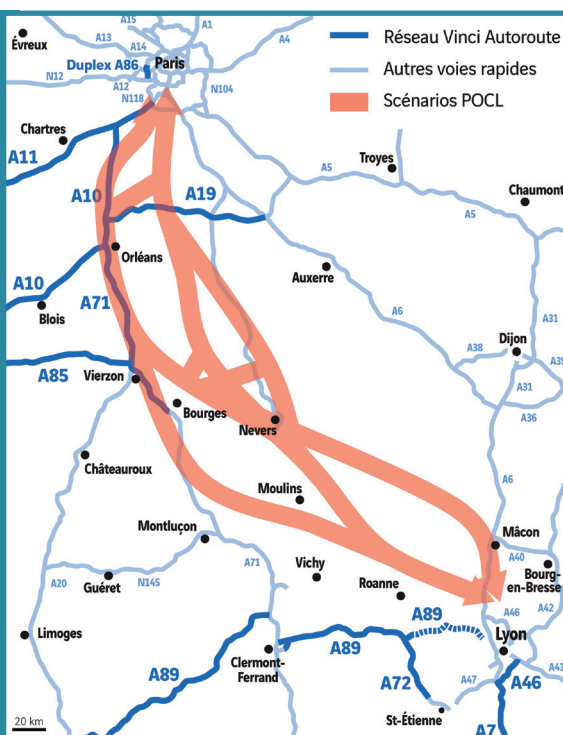 Réseau Vinci Autoroute
Autres voies rapides
Scénarios POCL
A15
A1
Évreux
A13
A14
A4
Duplex A86
Paris
N12
A12
N118
N104
Chartres
A11
Troyes
A5
Chaumont
A5
A10
A19
Orléans
Auxerre
A10
Blois
A71
A6
A31
A38
Dijon
A39
A85
A31
Vierzon
A36
Bourges
Nevers
Châteauroux
A6
Moulins
Montluçon
Mâcon
A40
A71
Bourg-
en-Bresse
A20
Guéret
N145
Vichy
Roanne
A46
A42
Limoges
A89
Lyon
A89
Clermont-
Ferrand
A89
A43
A72
A47
A46
St-Étienne
A7
20 km